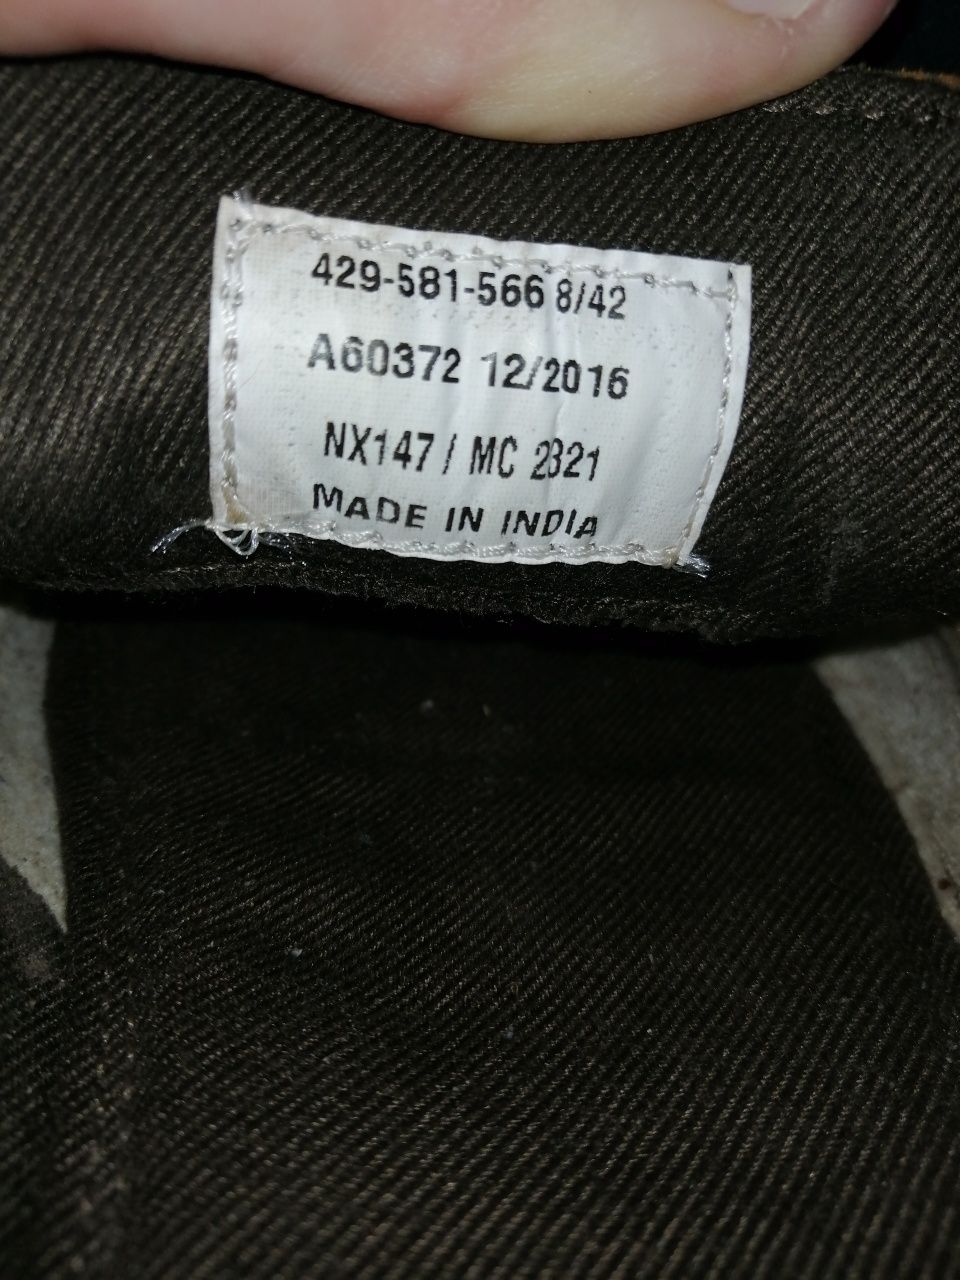 429-581-566 8/42
A60372 12/2016
NX147 / MC 2321
MADE IN INDIA